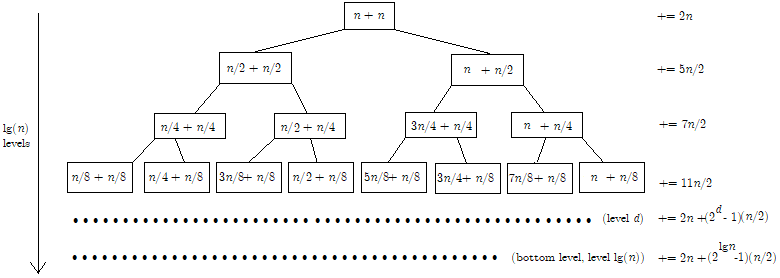 n + n += 2n
n/2 + n/2 n + n/2 += 5n/2
lg(n)
levels
n/4 + n/4 n/2 + n/4 3n/4 + n/4 n + n/4 += 7n/2
n/8 + n/8 n/4 + n/8 3n/8+ n/8 n/2 + n/8 5n/8+ n/8 3n/4+ n/8 7n/8+ n/8 n + n/8 += 11n/2
(level d) += 2n +(2^d - 1)(n/2)
(bottom level, level lg(n)) += 2n +(2^lgn -1)(n/2)